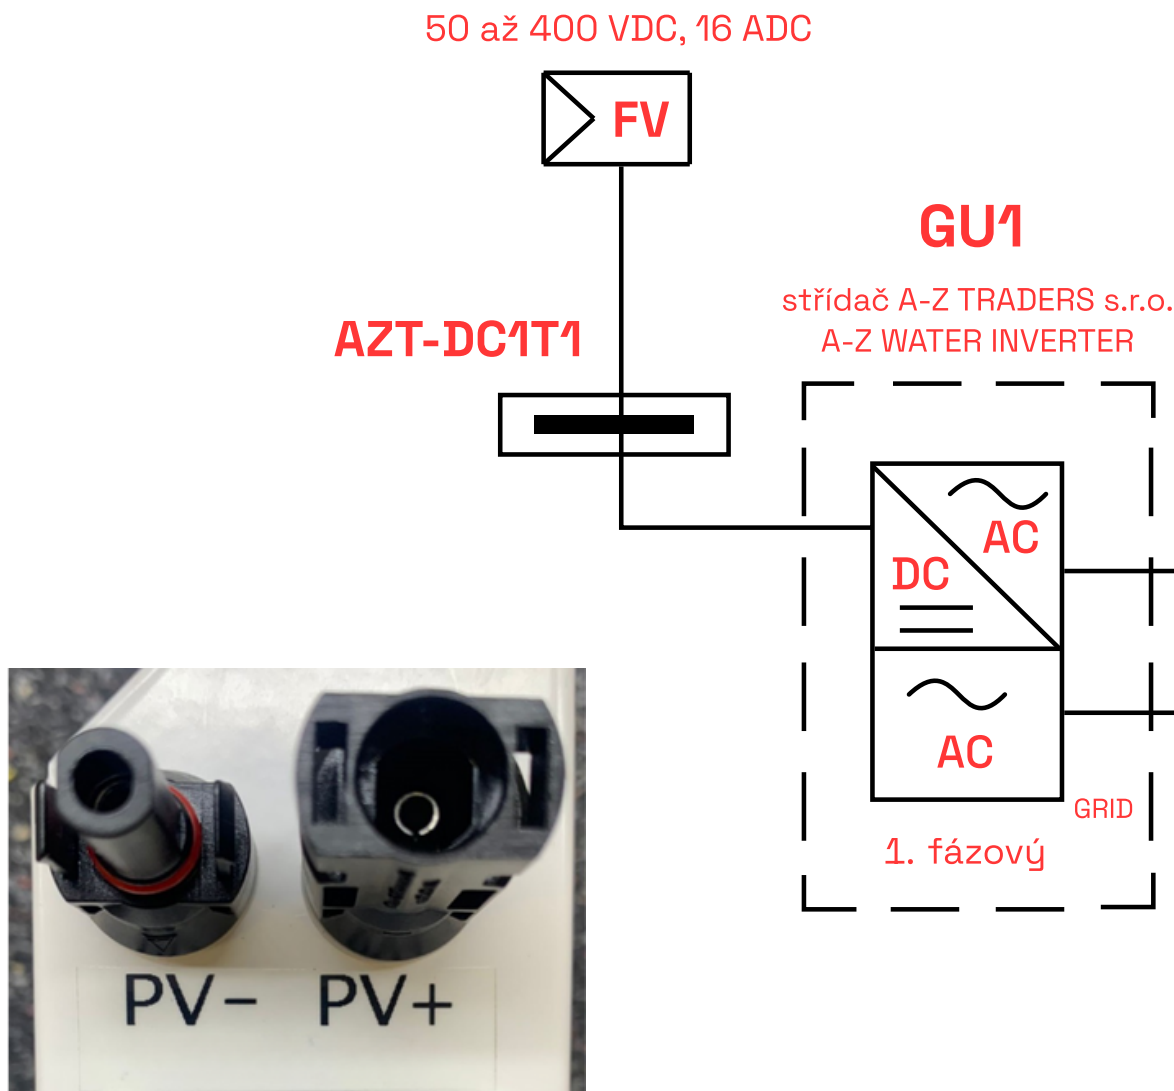 50 až 400 VDC, 16 ADC
FV
GU1
střídač A-Z TRADERS s.r.o.
A-Z WATER INVERTER
AZT-DC1T1
AC
DC
AC
GRID
1. fázový
PV- PV+